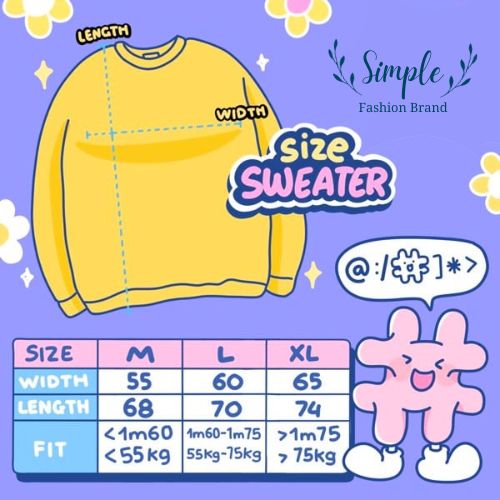 LENGTH
Simple
Fashion Brand
WIDTH
Size
SWEATER
@:/#]*>
SIZE M L XL
WIDTH 55 60 65
LENGTH 68 70 74
FIT <1m60 1m60-1m75 >1m75
<55kg 55kg-75kg >75kg